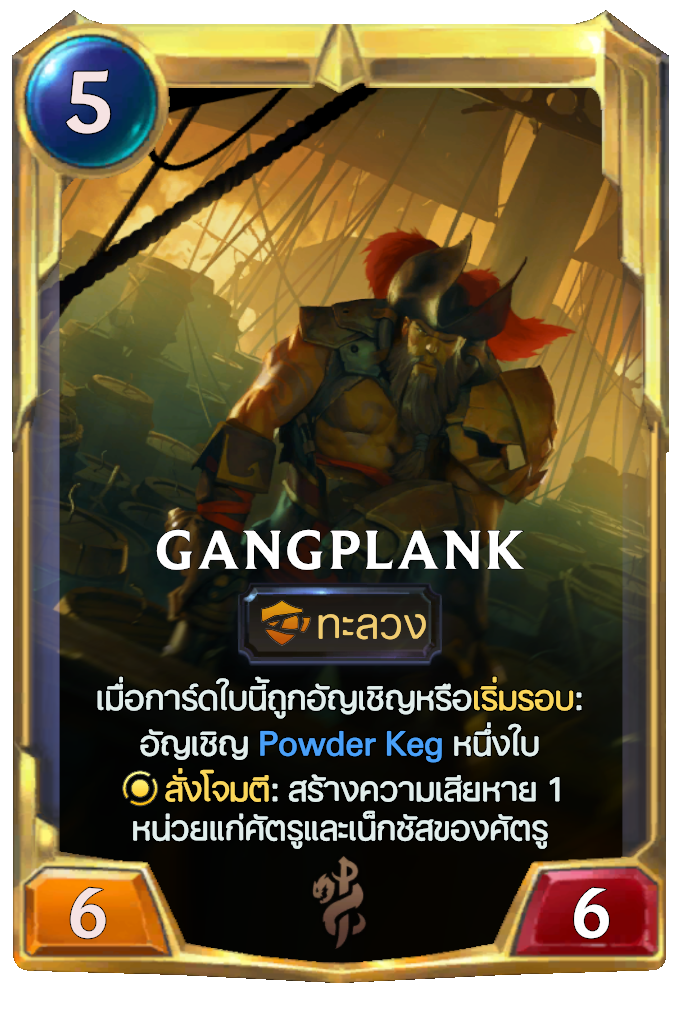 5
GANGPLANK
ทะลวง
เมื่อการ์ดใบนี้ถูกอัญเชิญหรือเริ่มรอบ:
อัญเชิญ Powder Keg หนึ่งใบ
สั่งโจมตี: สร้างความเสียหาย 1
หน่วยแก่ศัตรูและเน็กซัสของศัตรู
6
6